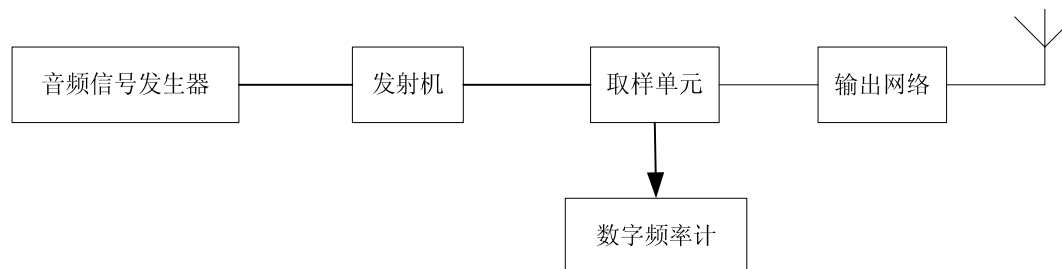 音频信号发生器
发射机
取样单元
输出网络
数字频率计